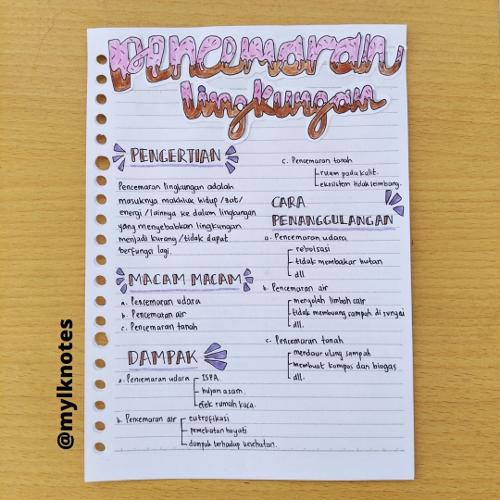 pencemaran
lingkungan
PENGERTIAN
Pencemaran lingkungan adalah
masuknya makhluk hidup/zat/
energi/lainnya ke dalam lingkungan
yang menyebabkan lingkungan
menjadi kurang/tidak dapat
berfungsi lagi.
MACAM MACAM
a. Pencemaran udara
b. Pencemaran air
c. Pencemaran tanah
DAMPAK
a. Pencemaran udara
ISPA.
hujan asam.
efek rumah kaca.
b. Pencemaran air
eutrofikasi
pemekatan hayati
dampak terhadap kesehatan.
c. Pencemaran tanah
ruam pada kulit.
ekosistem tidak seimbang.
CARA
PENANGGULANGAN
a. Pencemaran udara
reboisasi
tidak membakar hutan
dll
b. Pencemaran air
mengolah limbah cair
tidak membuang sampah di sungai
dll.
c. Pencemaran tanah
mendaur ulang sampah
membuat kompos dan biogas
dll.
@mylknotes